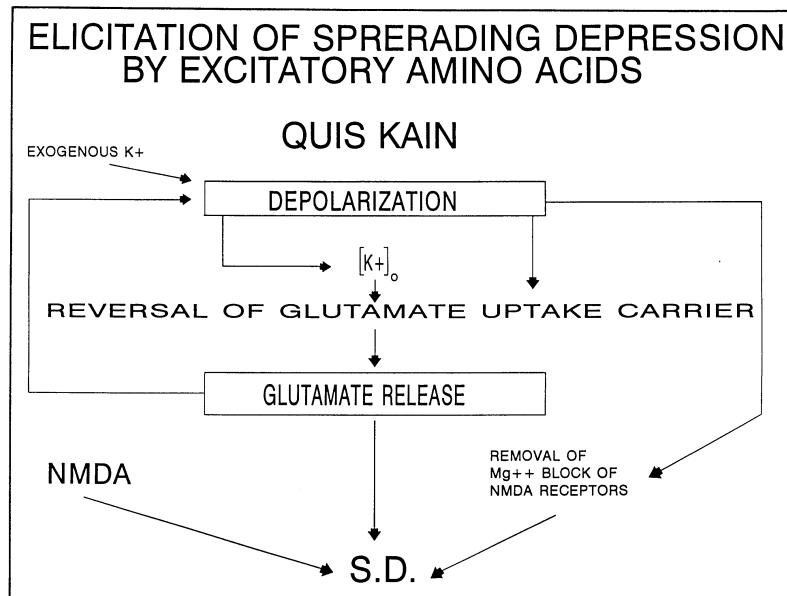 ELICITATION OF SPRERADING DEPRESSION
BY EXCITATORY AMINO ACIDS
QUIS KAIN
EXOGENOUS K+
DEPOLARIZATION
[K+]o
REVERSAL OF GLUTAMATE UPTAKE CARRIER
GLUTAMATE RELEASE
NMDA
REMOVAL OF
Mg++ BLOCK OF
NMDA RECEPTORS
S.D.